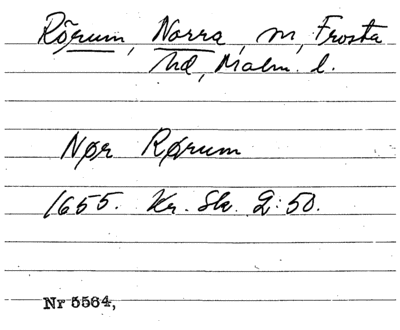 Rörum, Norra, m, Frosta
hd, Malm. l.
Nør Rørum
1655. Kr. Sk. 2:50.
Nr 5564,